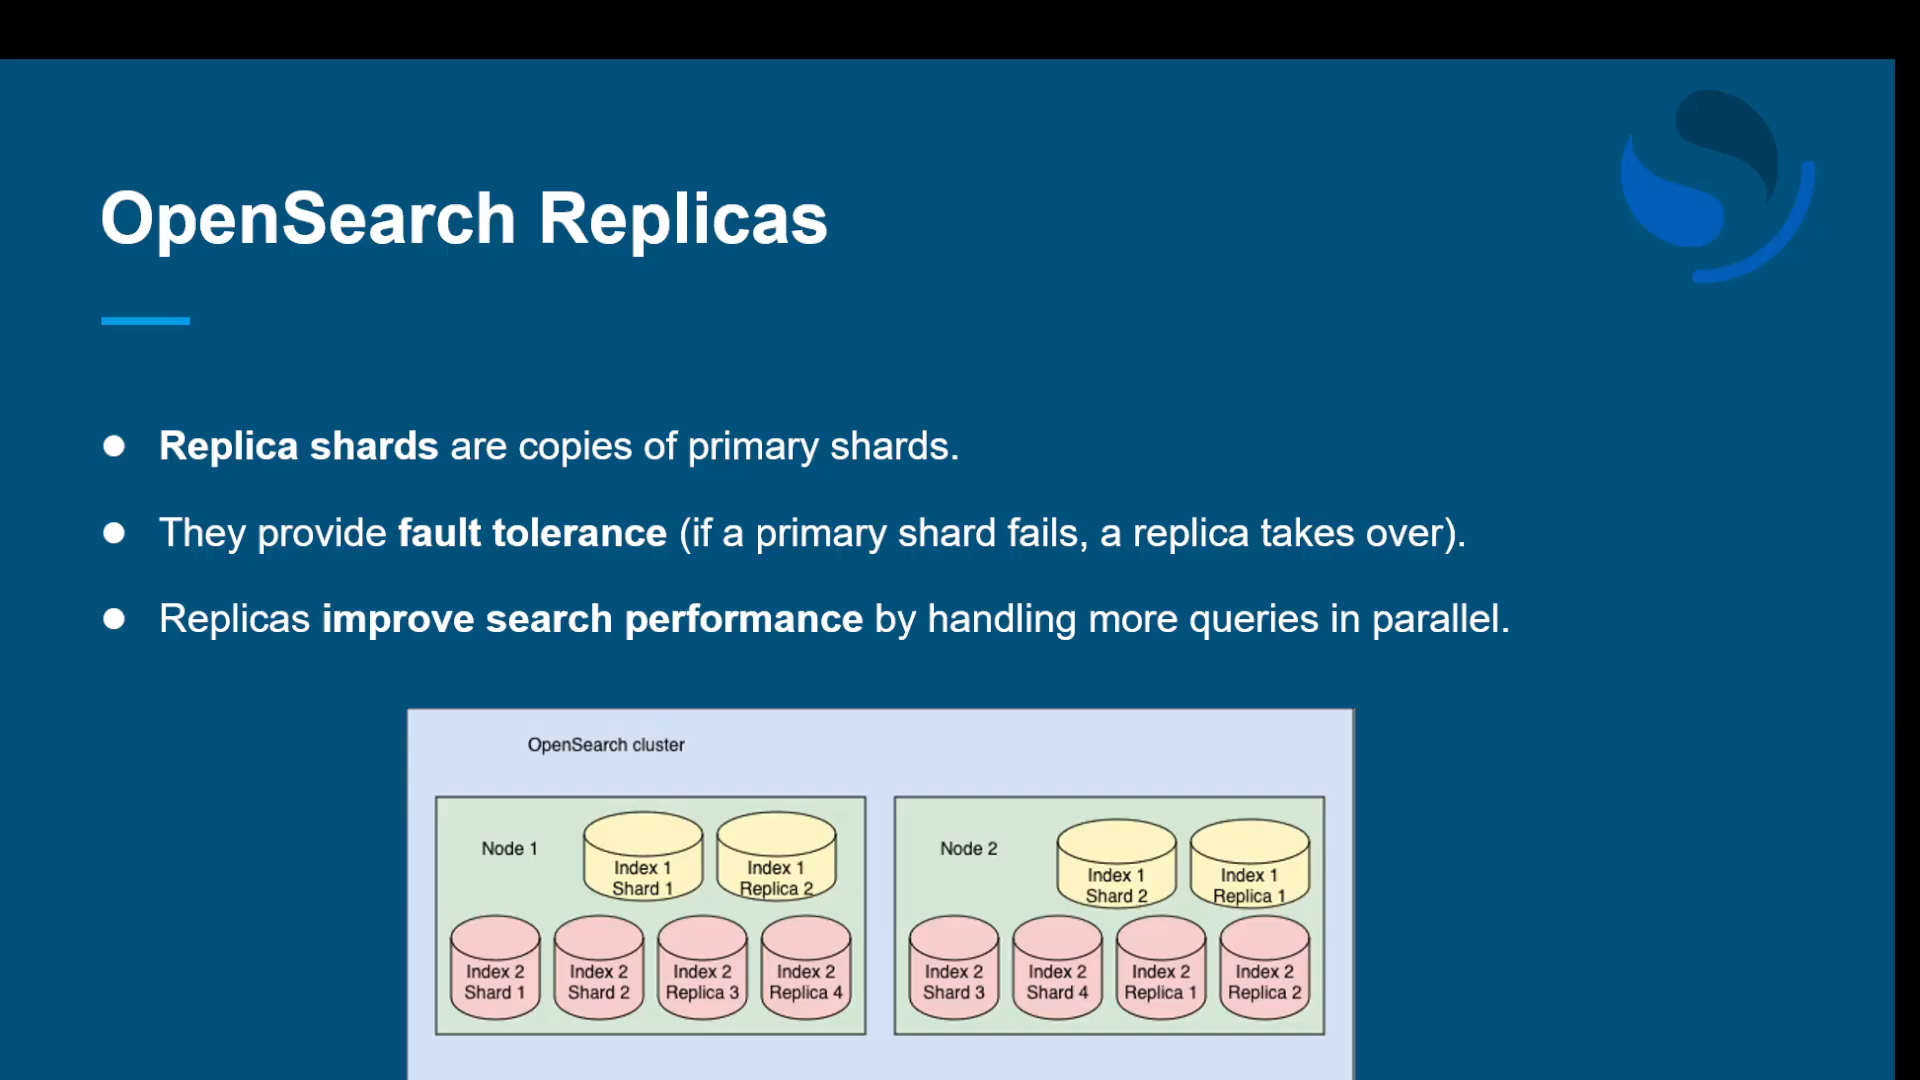 OpenSearch Replicas
Replica shards are copies of primary shards.
They provide fault tolerance (if a primary shard fails, a replica takes over).
Replicas improve search performance by handling more queries in parallel.
OpenSearch cluster
Node 1
Index 1
Shard 1
Index 1
Replica 2
Index 2
Shard 1
Index 2
Shard 2
Index 2
Replica 3
Index 2
Replica 4
Node 2
Index 1
Shard 2
Index 1
Replica 1
Index 2
Shard 3
Index 2
Shard 4
Index 2
Replica 1
Index 2
Replica 2